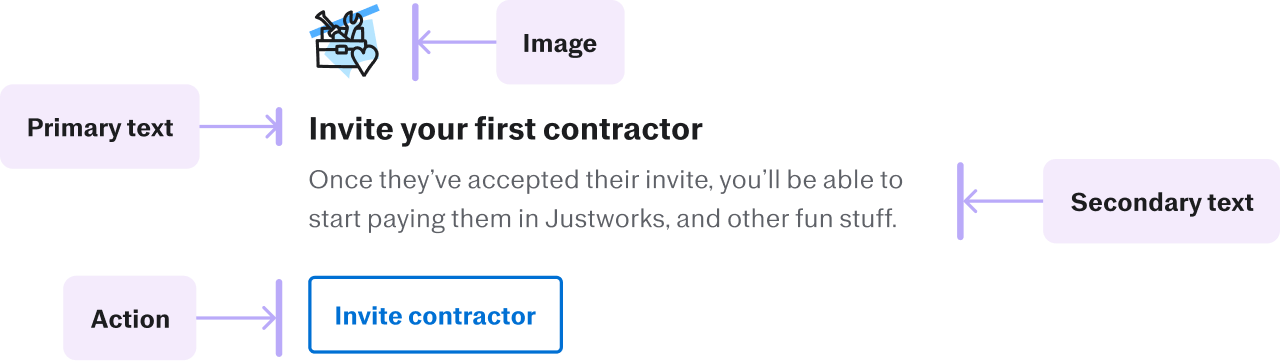 Image
Primary text
Invite your first contractor
Once they’ve accepted their invite, you’ll be able to
start paying them in Justworks, and other fun stuff.
Secondary text
Action
Invite contractor